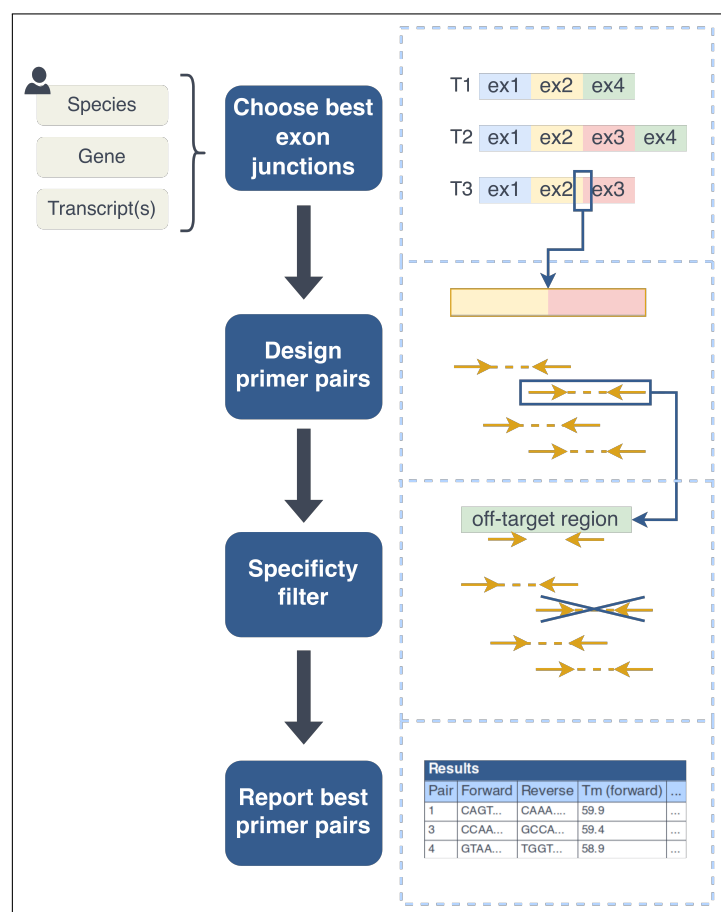 Species
Gene
Transcript(s)
Choose best
exon
junctions
T1 ex1 ex2 ex4
T2 ex1 ex2 ex3 ex4
T3 ex1 ex2 ex3
Design
primer pairs
Specificty
filter
off-target region
Report best
primer pairs
Results
Pair Forward Reverse Tm (forward) ...
1 CAGT... CAAA.... 59.9 ...
3 CCAA... GCCA... 59.4 ...
4 GTAA... TGGT... 58.9 ...